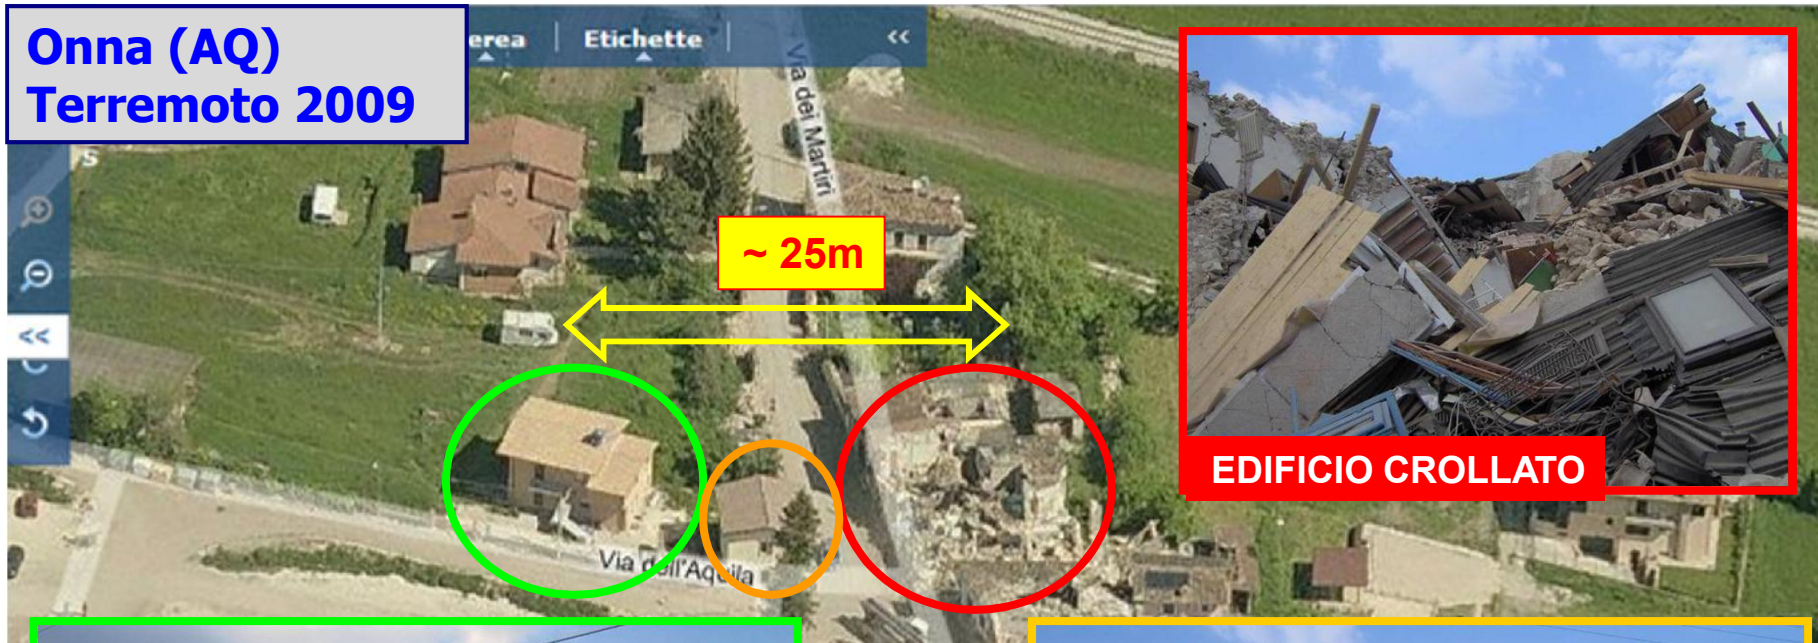 Onna (AQ)
Terremoto 2009
erea
Etichette
<<
s
<<
Via dei Martiri
~ 25m
EDIFICIO CROLLATO
Via dell'Aquila